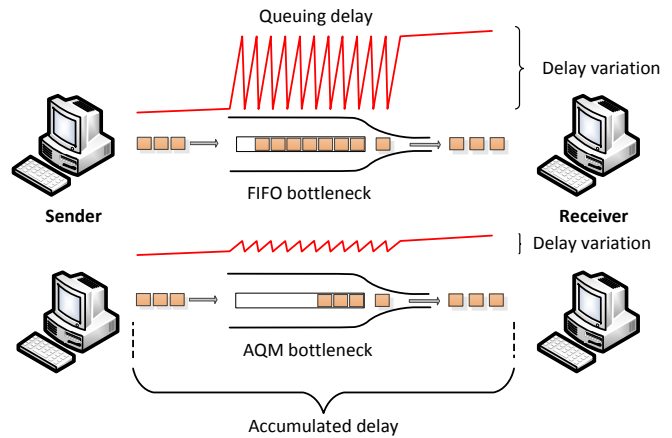 Queuing delay
Delay variation
FIFO bottleneck
Sender
Receiver
Delay variation
AQM bottleneck
Accumulated delay